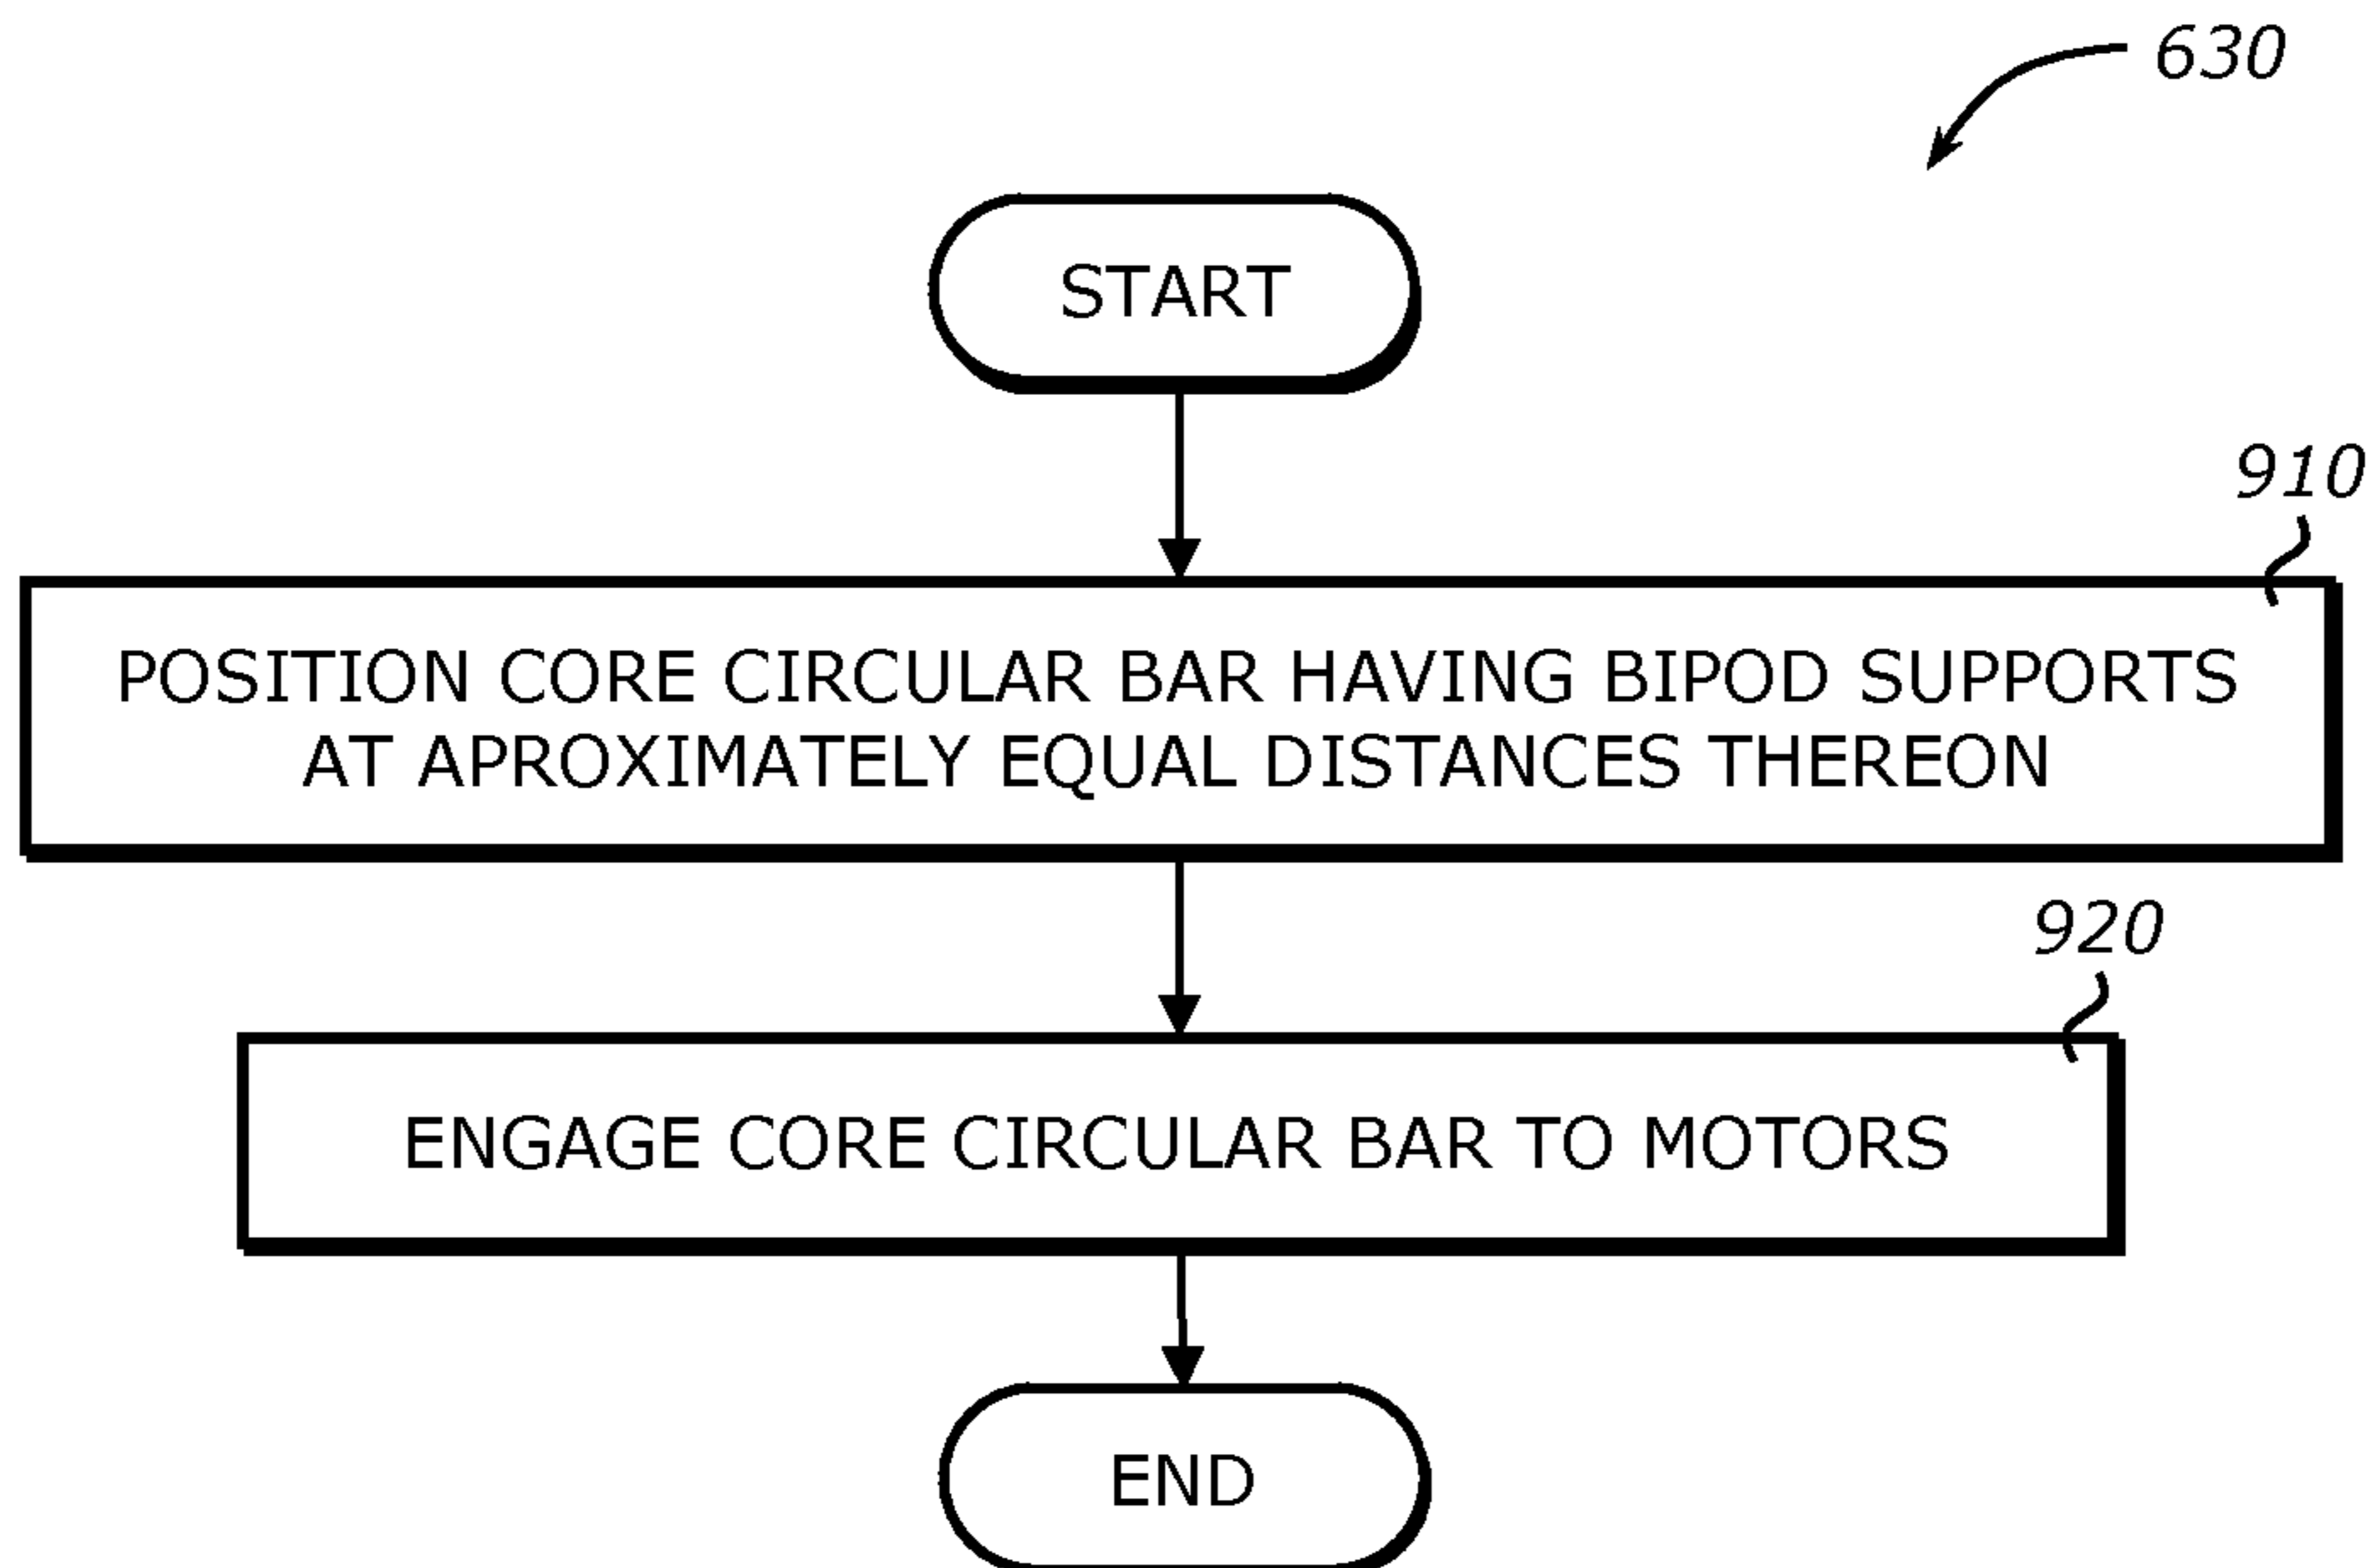 630
START
910
POSITION CORE CIRCULAR BAR HAVING BIPOD SUPPORTS
AT APROXIMATELY EQUAL DISTANCES THEREON
920
ENGAGE CORE CIRCULAR BAR TO MOTORS
END